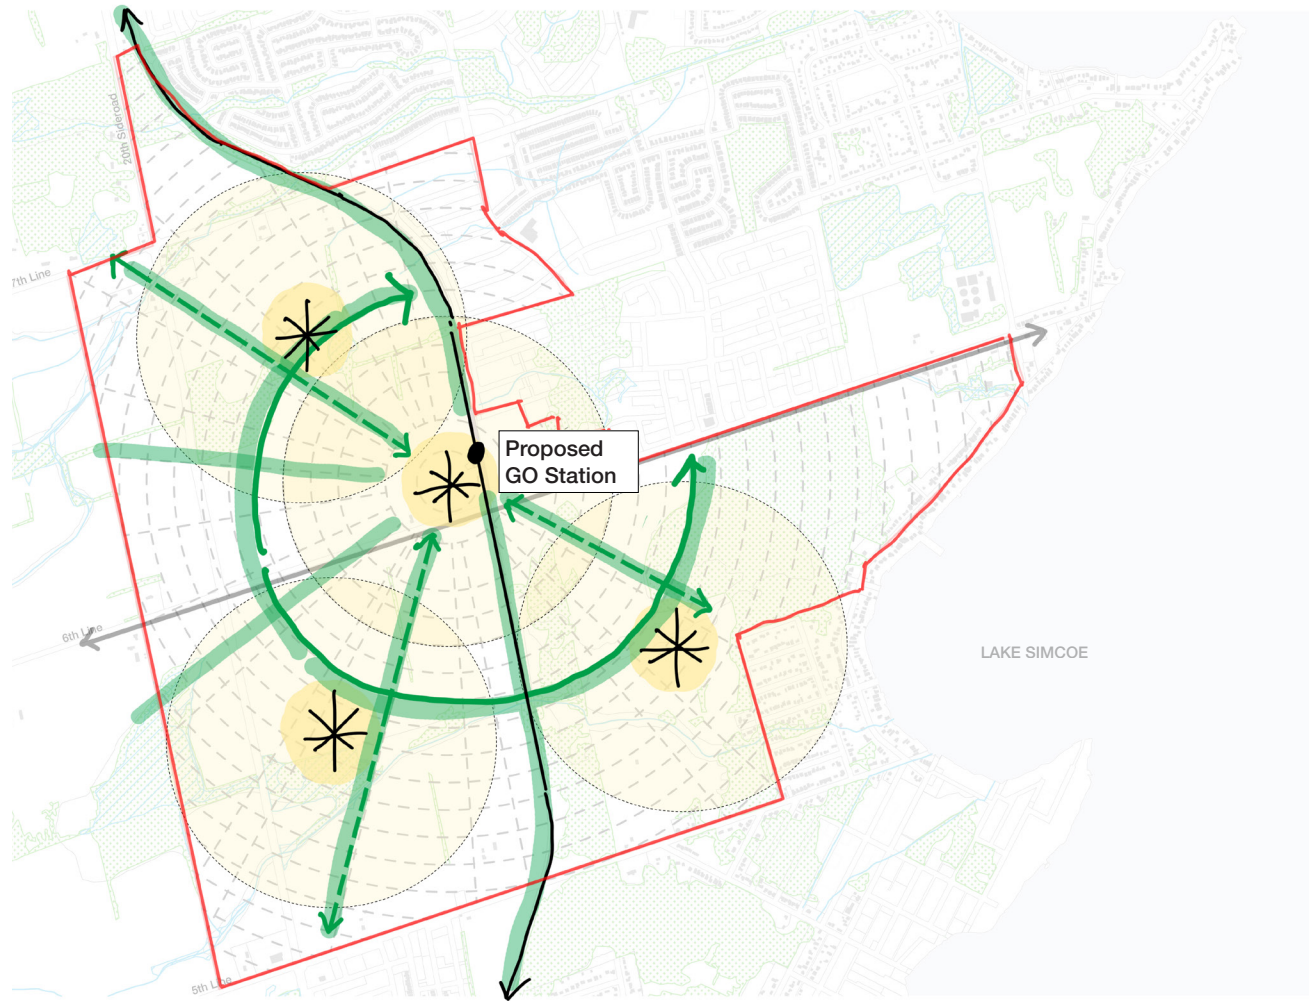 20th Sideroad
7th Line
Proposed
GO Station
6th Line
LAKE SIMCOE
5th Line